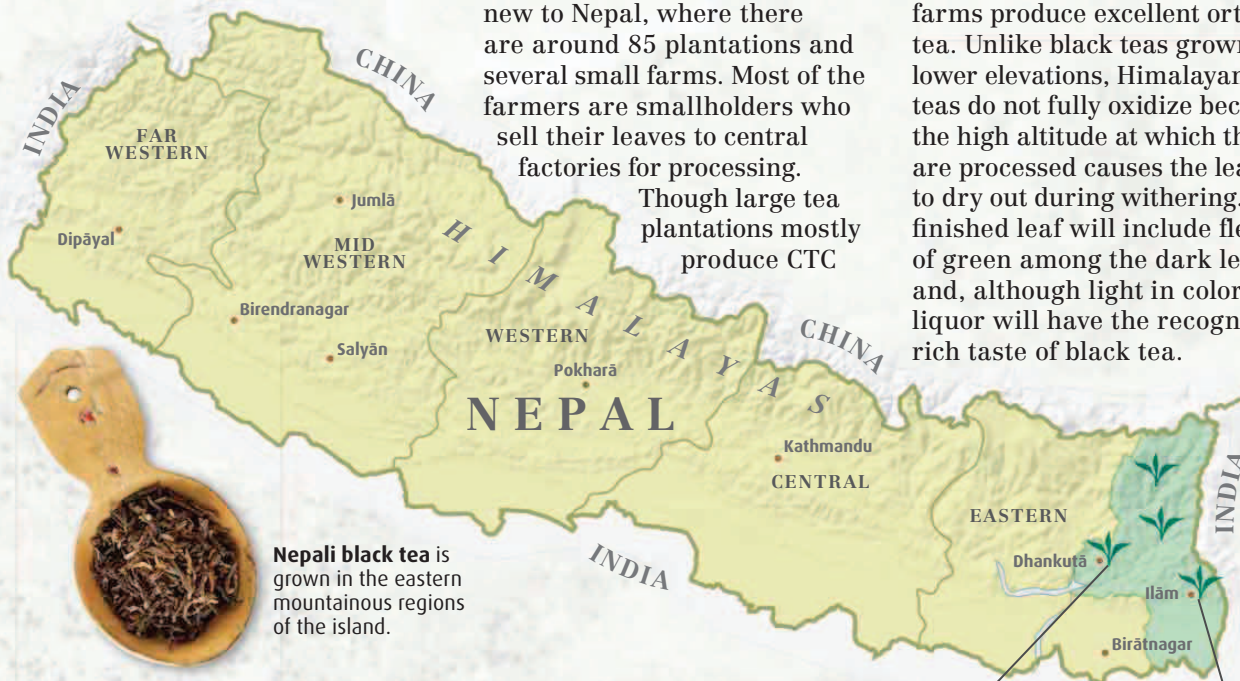 new to Nepal, where there
are around 85 plantations and
several small farms. Most of the
farmers are smallholders who
sell their leaves to central
factories for processing.
Though large tea
plantations mostly
produce CTC
farms produce excellent ort
tea. Unlike black teas grown
lower elevations, Himalayan
teas do not fully oxidize bec
the high altitude at which th
are processed causes the lea
to dry out during withering.
finished leaf will include fle
of green among the dark le
and, although light in color
liquor will have the recogn
rich taste of black tea.
INDIA
CHINA
FAR
WESTERN
Jumlā
Dipāyal
MID
WESTERN
HIMALAYAS
Birendranagar
Salyān
WESTERN
Pokharā
CHINA
NEPAL
Kathmandu
CENTRAL
INDIA
EASTERN
INDIA
Dhankutā
Ilām
Birātnagar
Nepali black tea is
grown in the eastern
mountainous regions
of the island.